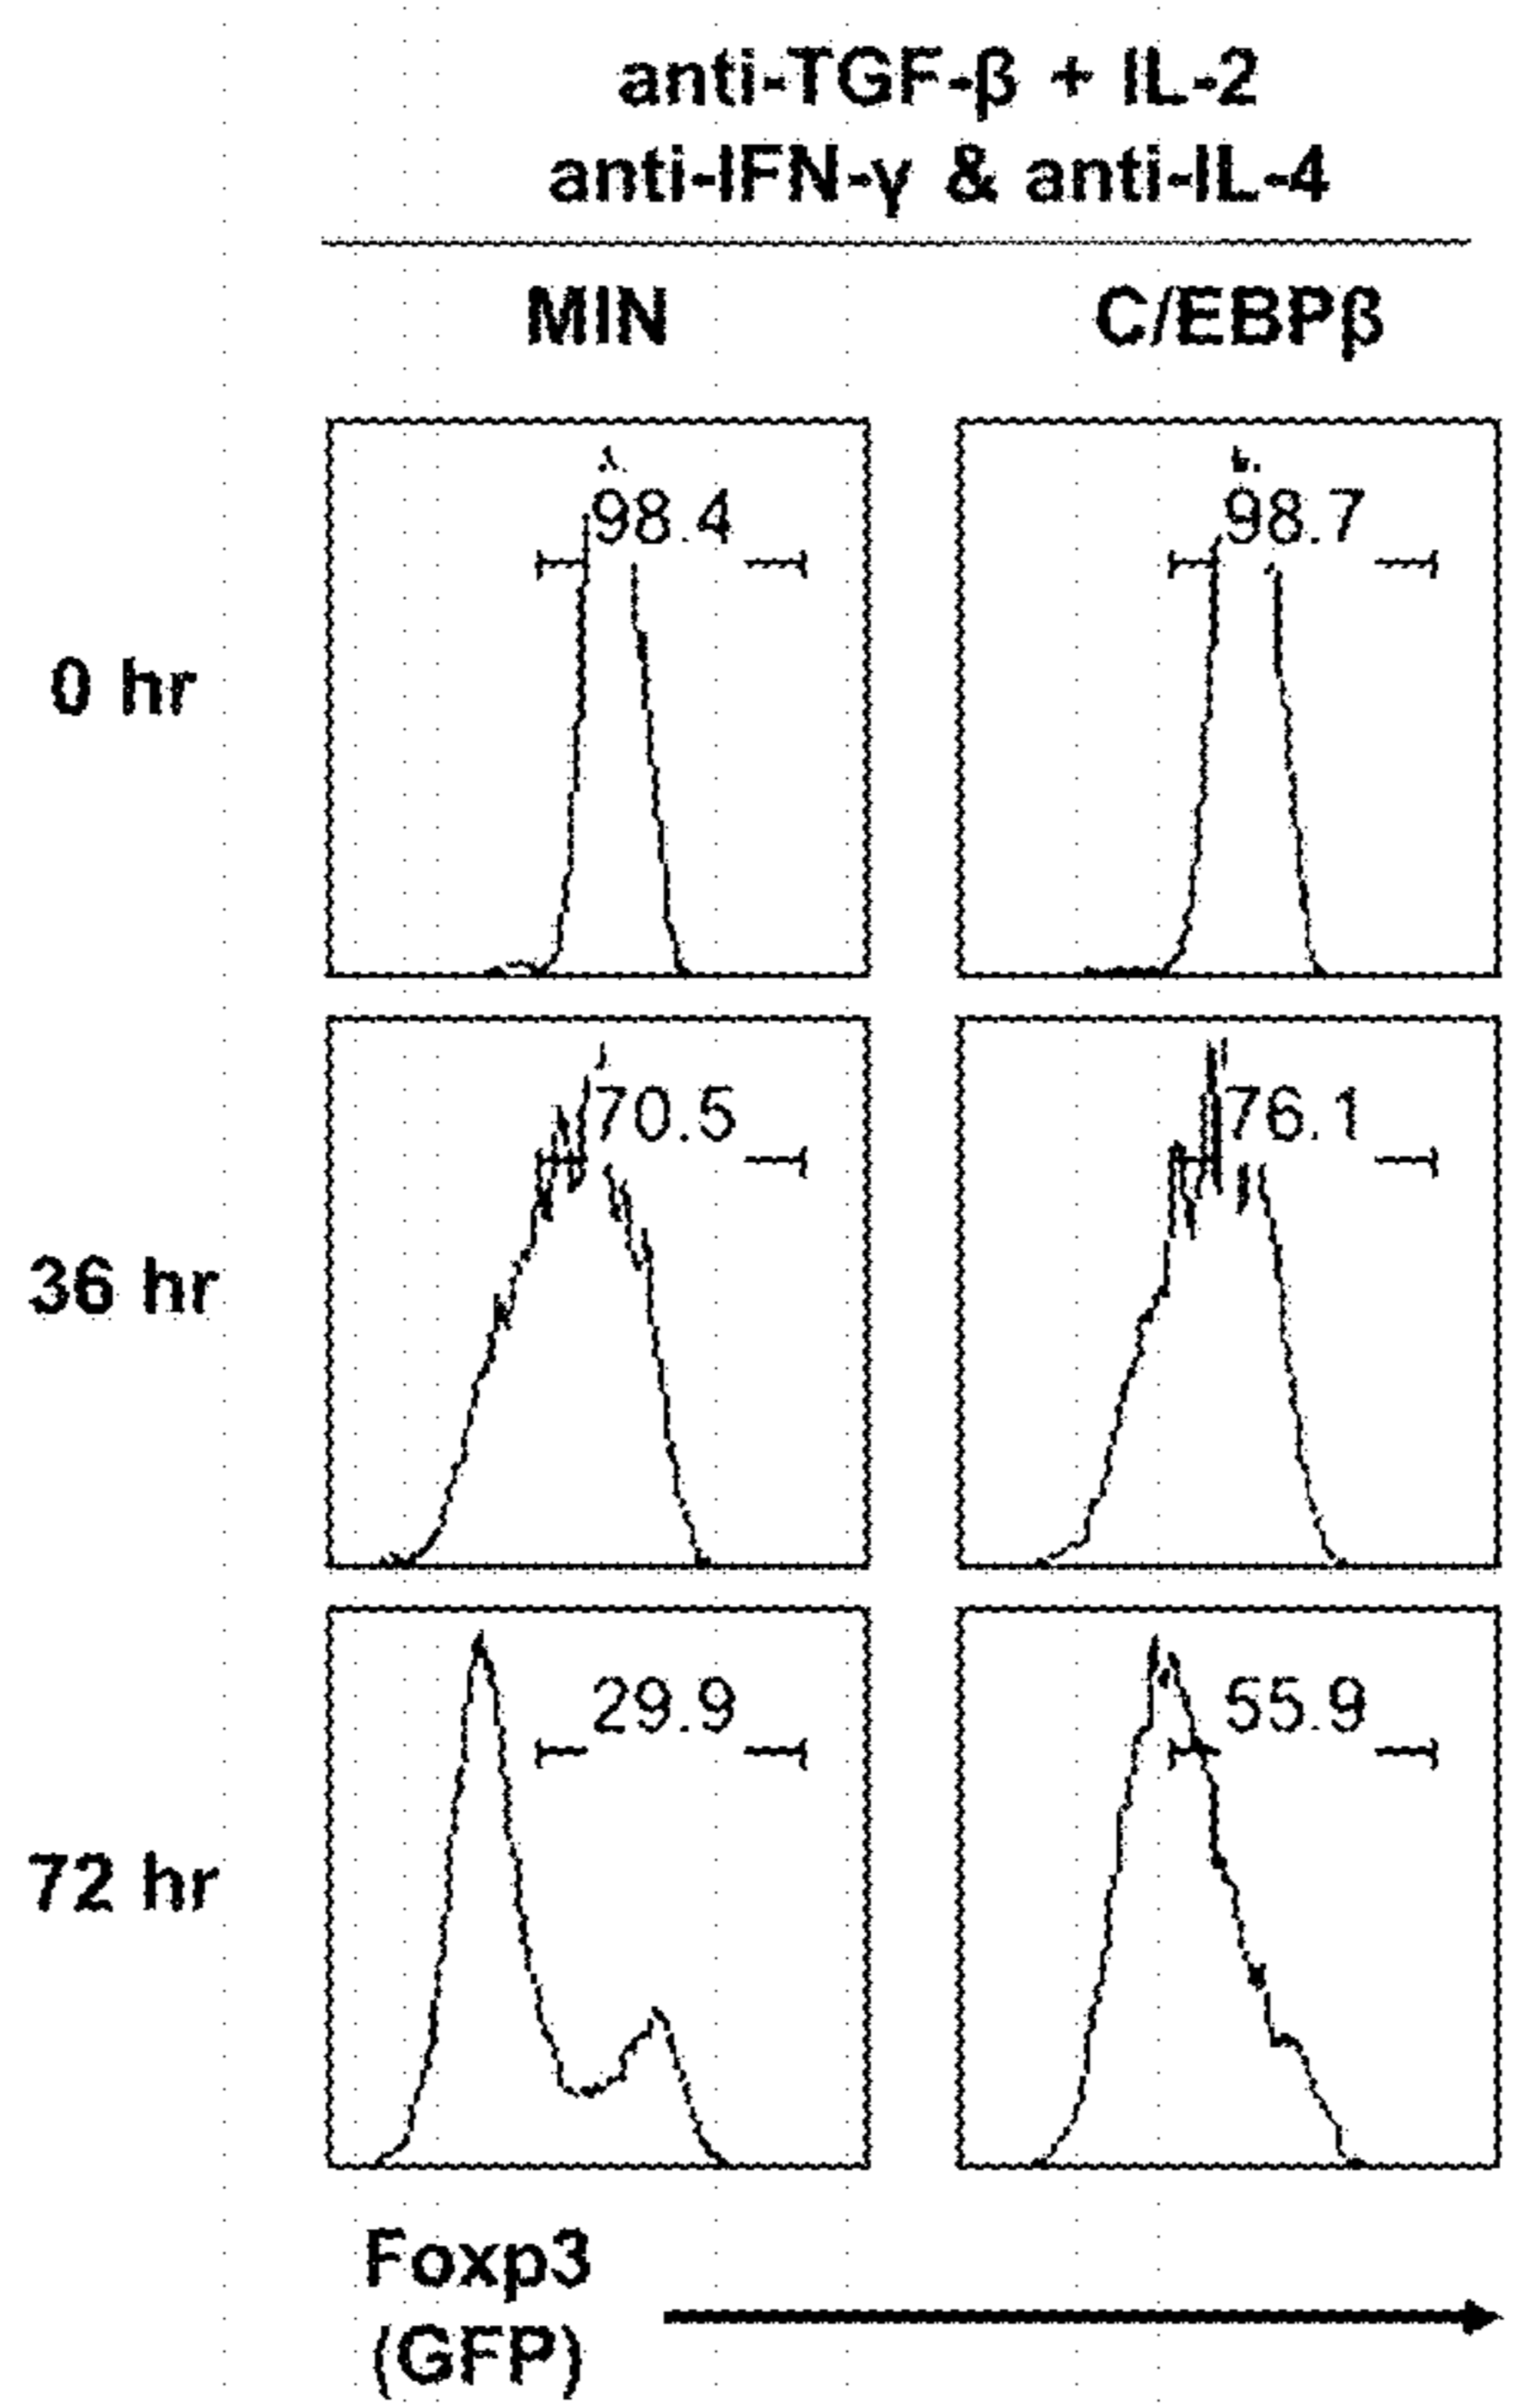 anti-TGF-β + IL-2
anti-IFN-γ & anti-IL-4
MIN C/EBPβ
98.4 98.7
0 hr
70.5 76.1
36 hr
29.9 55.9
72 hr
Foxp3
(GFP)